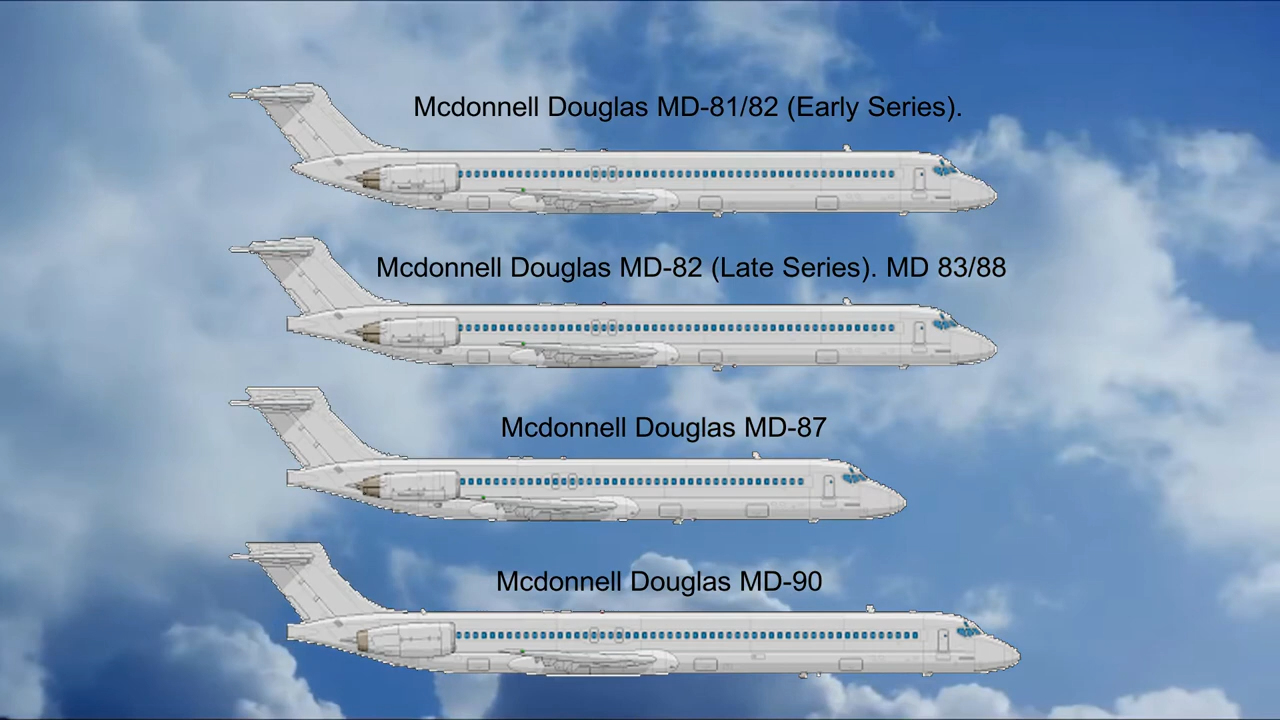 Mcdonnell Douglas MD-81/82 (Early Series).
Mcdonnell Douglas MD-82 (Late Series). MD 83/88
Mcdonnell Douglas MD-87
Mcdonnell Douglas MD-90